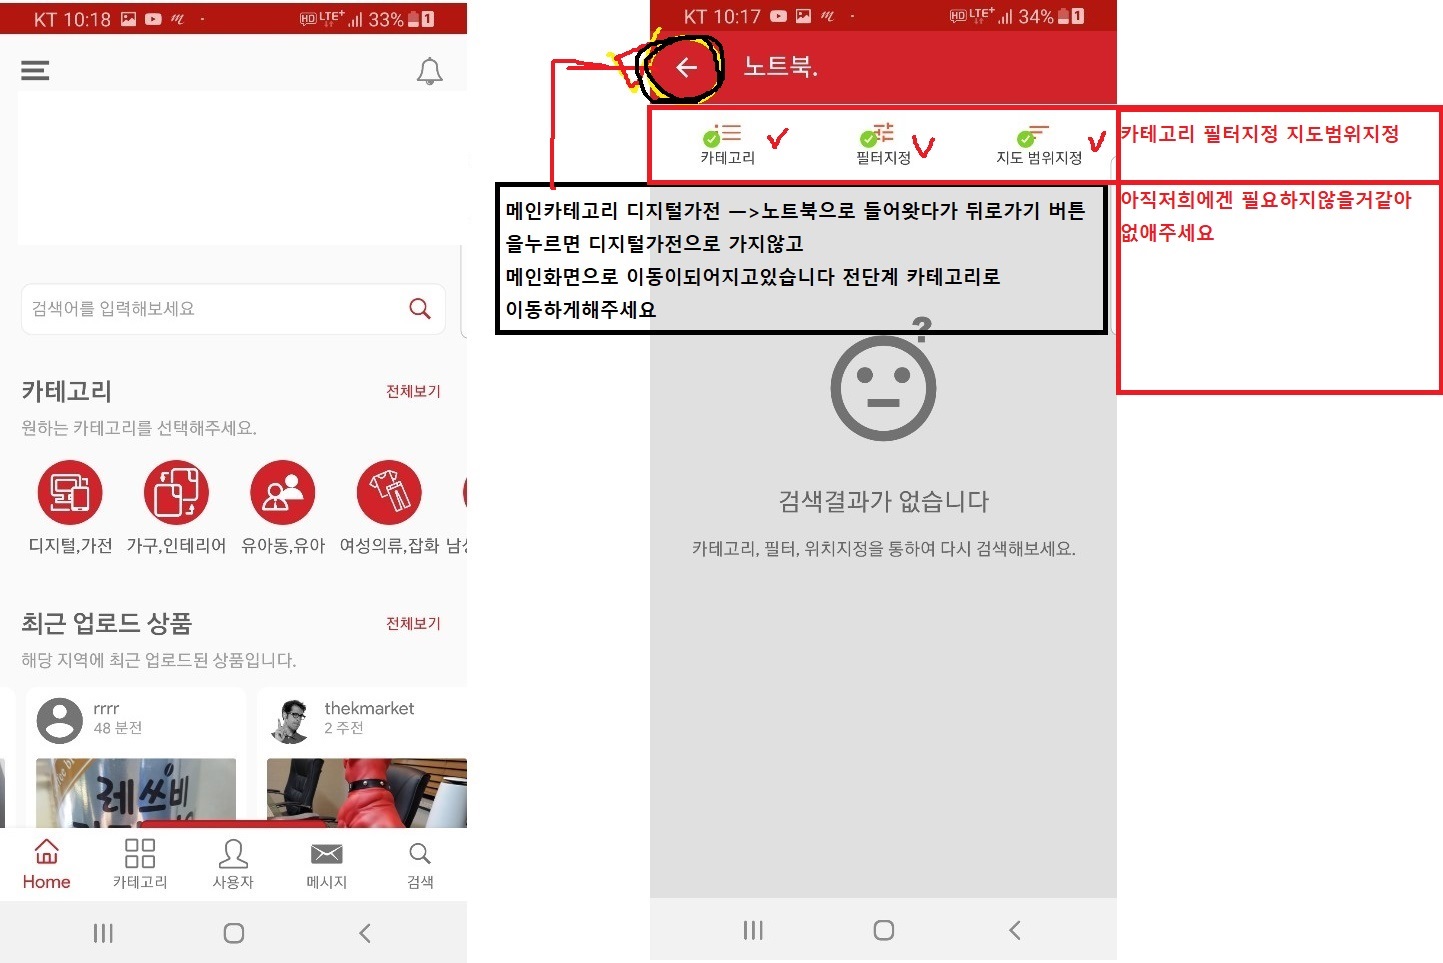 KT 10:18
HD LTE+ 33% 1
검색어를 입력해보세요
카테고리 전체보기
원하는 카테고리를 선택해주세요.
디지털,가전 가구,인테리어 유아동,유아 여성의류,잡화
최근 업로드 상품 전체보기
해당 지역에 최근 업로드된 상품입니다.
rrrr
48 분전
thekmarket
2 주전
레쓰비
Home 카테고리 사용자 메시지 검색
KT 10:17
HD LTE+ 34% 1
노트북.
카테고리 필터지정 지도 범위지정
카테고리 필터지정 지도범위지정
아직저희에겐 필요하지않을거같아
없애주세요
메인카테고리 디지털가전 —>노트북으로 들어왓다가 뒤로가기 버튼
을누르면 디지털가전으로 가지않고
메인화면으로 이동이되어지고있습니다 전단계 카테고리로
이동하게해주세요
?
검색결과가 없습니다
카테고리, 필터, 위치지정을 통하여 다시 검색해보세요.